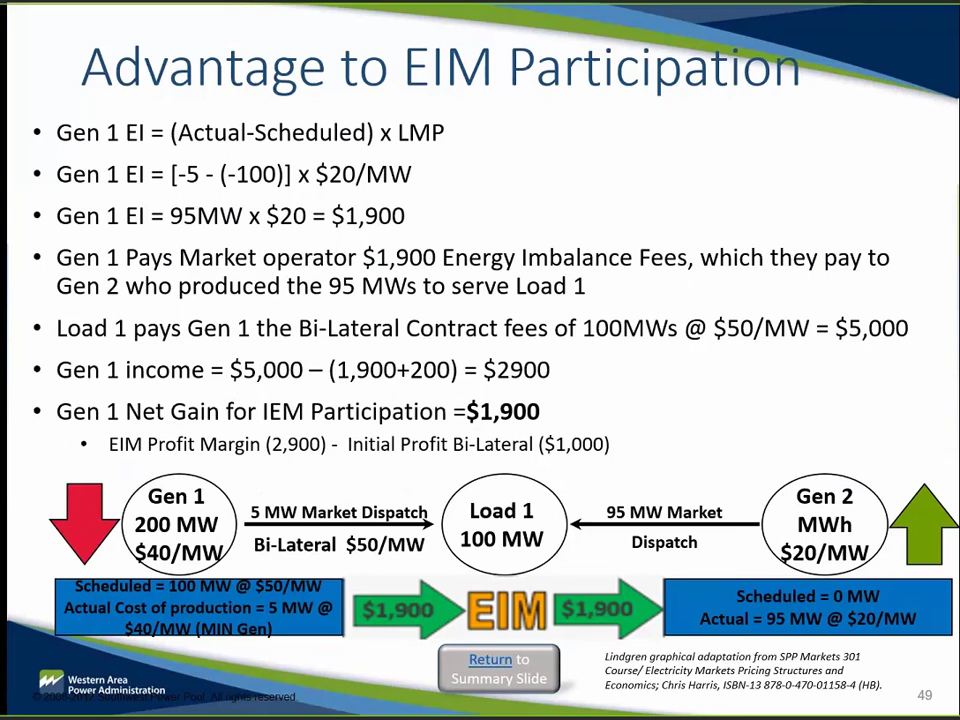 Advantage to EIM Participation
• Gen 1 EI = (Actual-Scheduled) x LMP
• Gen 1 EI = [-5 - (-100)] x $20/MW
• Gen 1 EI = 95MW x $20 = $1,900
• Gen 1 Pays Market operator $1,900 Energy Imbalance Fees, which they pay to
Gen 2 who produced the 95 MWs to serve Load 1
• Load 1 pays Gen 1 the Bi-Lateral Contract fees of 100MWs @ $50/MW = $5,000
• Gen 1 income = $5,000 – (1,900+200) = $2900
• Gen 1 Net Gain for IEM Participation =$1,900
• EIM Profit Margin (2,900) - Initial Profit Bi-Lateral ($1,000)
Gen 1
200 MW
$40/MW
5 MW Market Dispatch
Bi-Lateral $50/MW
Load 1
100 MW
95 MW Market
Dispatch
Gen 2
MWh
$20/MW
Scheduled = 100 MW @ $50/MW
Actual Cost of production = 5 MW @
$40/MW (MIN Gen)
$1,900
EIM
$1,900
Scheduled = 0 MW
Actual = 95 MW @ $20/MW
Return to
Summary Slide
Lindgren graphical adaptation from SPP Markets 301
Course/ Electricity Markets Pricing Structures and
Economics; Chris Harris, ISBN-13 878-0-470-01158-4 (HB).
Western Area
Power Administration
Southwest Power Pool. All rights reserved
49